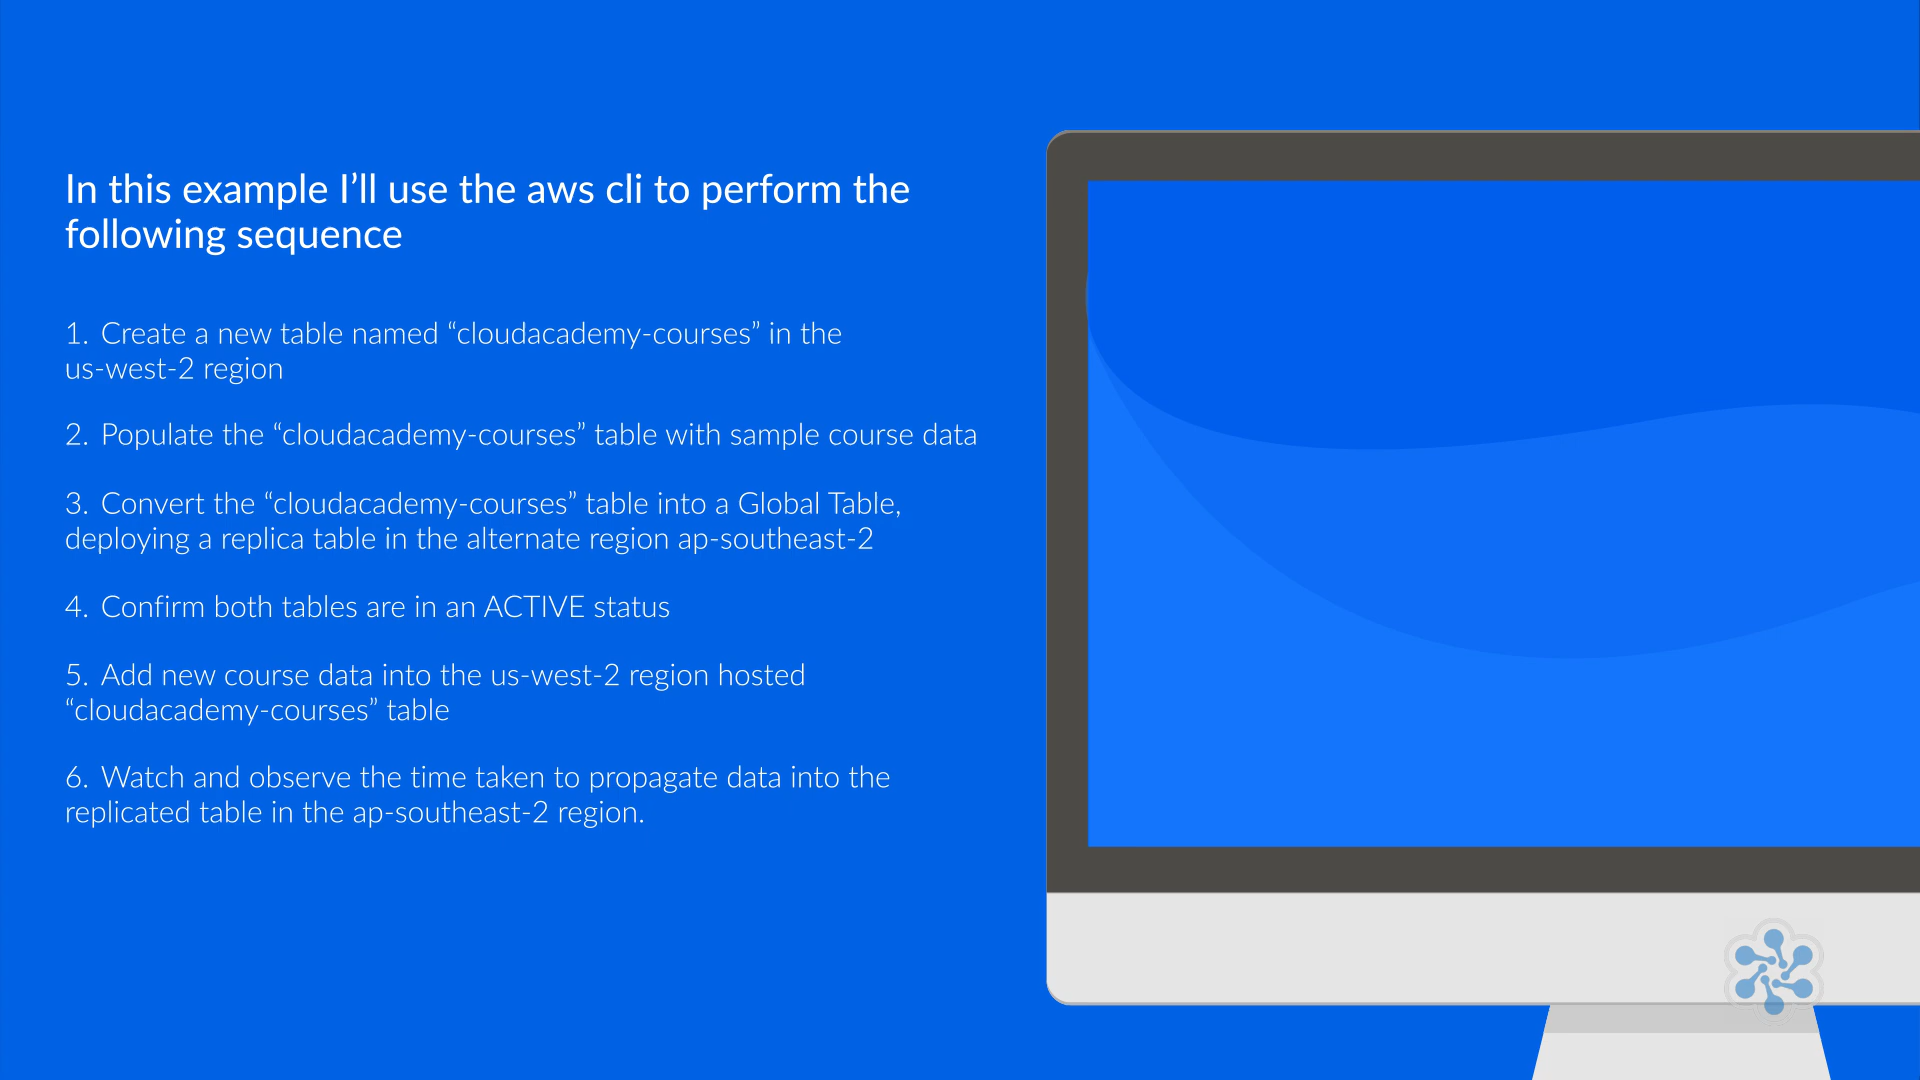 In this example I’ll use the aws cli to perform the
following sequence
1. Create a new table named “cloudacademy-courses” in the
us-west-2 region
2. Populate the “cloudacademy-courses” table with sample course data
3. Convert the “cloudacademy-courses” table into a Global Table,
deploying a replica table in the alternate region ap-southeast-2
4. Confirm both tables are in an ACTIVE status
5. Add new course data into the us-west-2 region hosted
“cloudacademy-courses” table
6. Watch and observe the time taken to propagate data into the
replicated table in the ap-southeast-2 region.